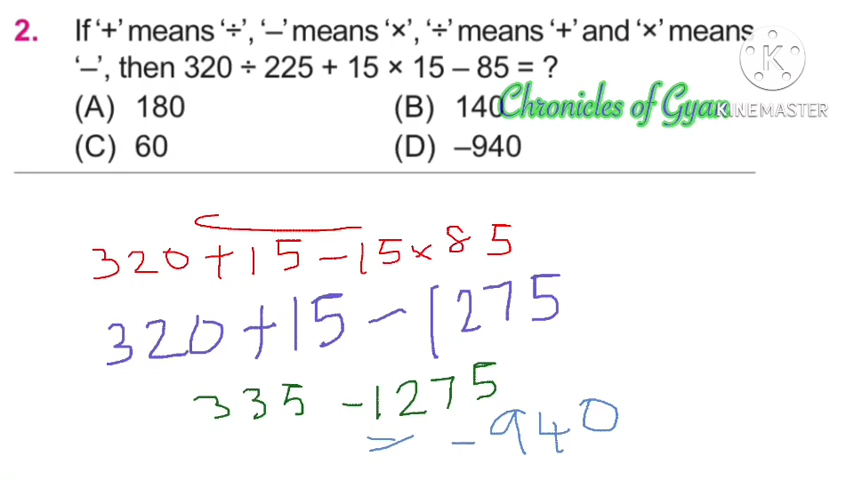 2. If ‘+’ means ‘÷’, ‘–’ means ‘×’, ‘÷’ means ‘+’ and ‘×’ means
‘–’, then 320 ÷ 225 + 15 × 15 – 85 = ?
(A) 180 (B) 140
(C) 60 (D) –940
Chronicles of Gyan
K
KINEMASTER
320+15-15×85
320+15-1275
335-1275
= -940